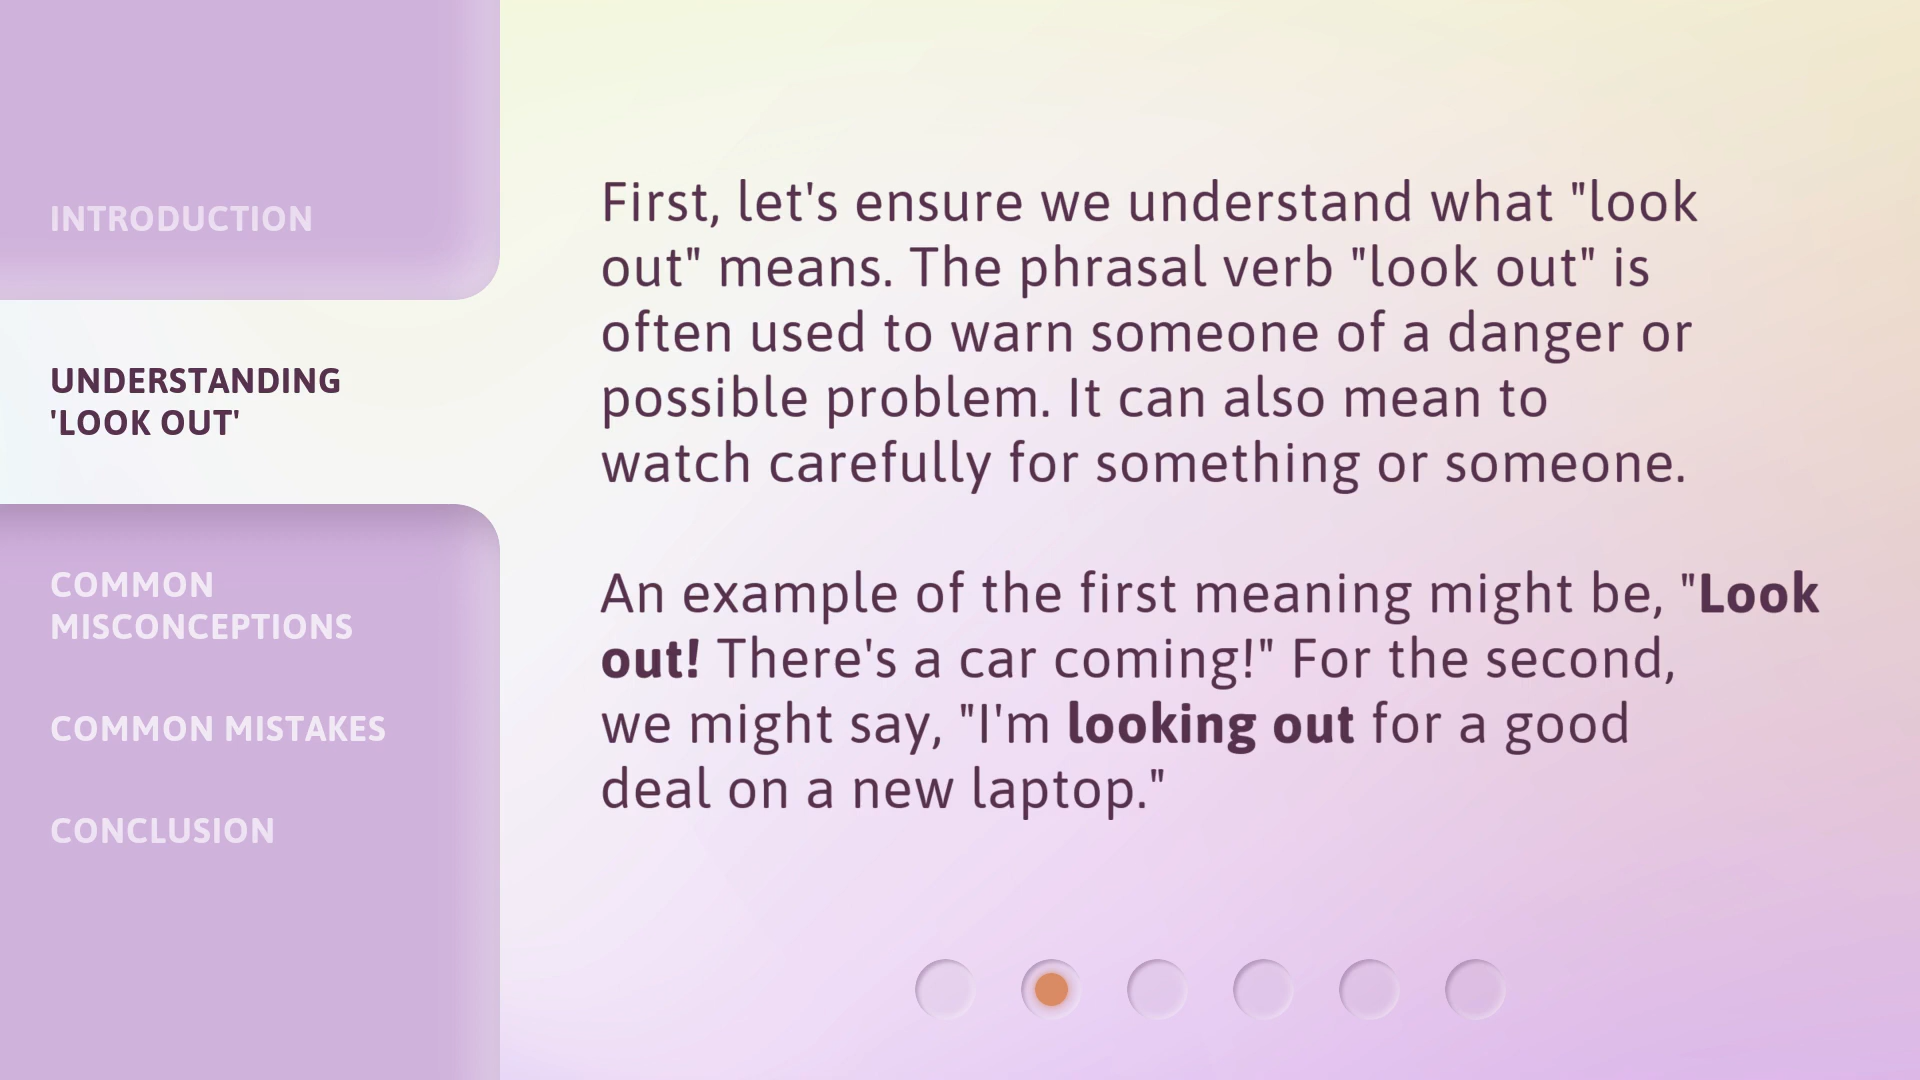 INTRODUCTION
UNDERSTANDING
'LOOK OUT'
COMMON
MISCONCEPTIONS
COMMON MISTAKES
CONCLUSION
First, let's ensure we understand what "look
out" means. The phrasal verb "look out" is
often used to warn someone of a danger or
possible problem. It can also mean to
watch carefully for something or someone.
An example of the first meaning might be, "Look
out! There's a car coming!" For the second,
we might say, "I'm looking out for a good
deal on a new laptop."